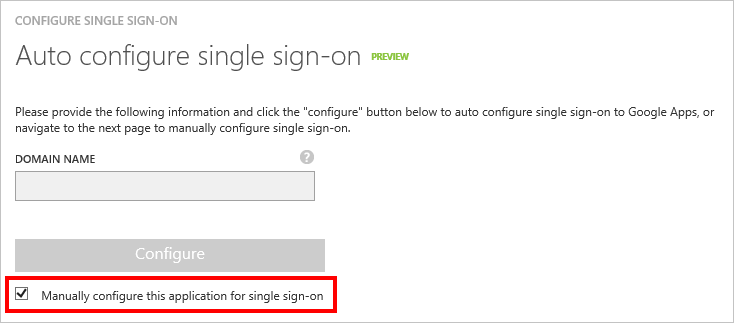 CONFIGURE SINGLE SIGN-ON
Auto configure single sign-on PREVIEW
Please provide the following information and click the "configure" button below to auto configure single sign-on to Google Apps, or
navigate to the next page to manually configure single sign-on.
DOMAIN NAME ?
Configure
Manually configure this application for single sign-on